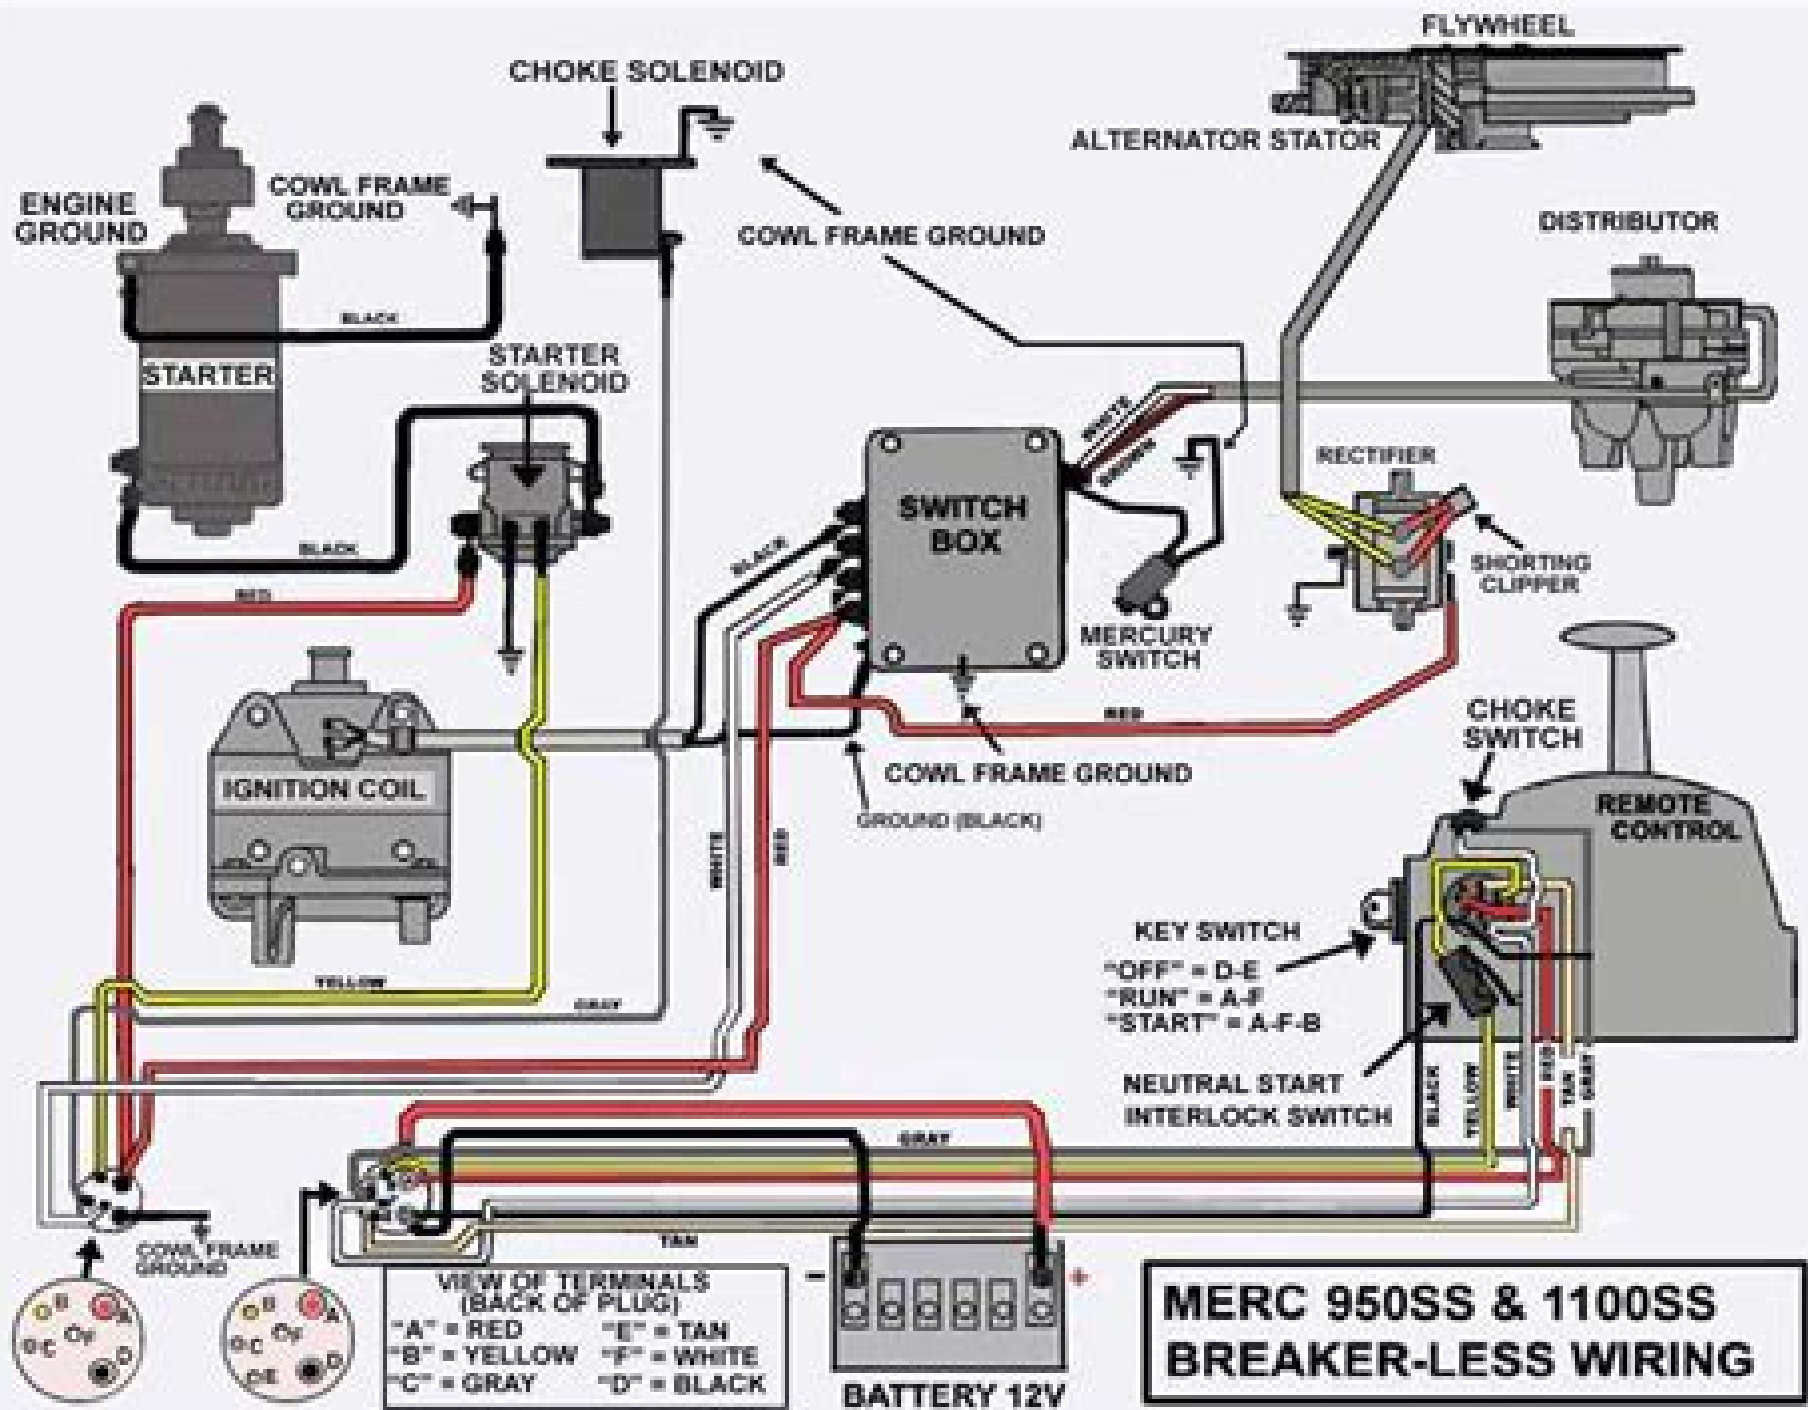 FLYWHEEL
CHOKE SOLENOID
ALTERNATOR STATOR
ENGINE
GROUND
COWL FRAME
GROUND
COWL FRAME GROUND
DISTRIBUTOR
BLACK
STARTER
STARTER
SOLENOID
WHITE
BROWN
RECTIFIER
SWITCH
BOX
BLACK
BLACK
SHORTING
CLIPPER
RED
MERCURY
SWITCH
RED
CHOKE
SWITCH
COWL FRAME GROUND
IGNITION COIL
GROUND (BLACK)
REMOTE
CONTROL
WHITE
RED
KEY SWITCH
"OFF" = D-E
"RUN" = A-F
"START" = A-F-B
YELLOW
GRAY
NEUTRAL START
INTERLOCK SWITCH
BLACK
YELLOW
WHITE
RED
TAN
GRAY
GRAY
TAN
COWL FRAME
GROUND
B A
C F D
B A
C F D
E
VIEW OF TERMINALS
(BACK OF PLUG)
"A" = RED "E" = TAN
"B" = YELLOW "F" = WHITE
"C" = GRAY "D" = BLACK
- +
BATTERY 12V
MERC 950SS & 1100SS
BREAKER-LESS WIRING